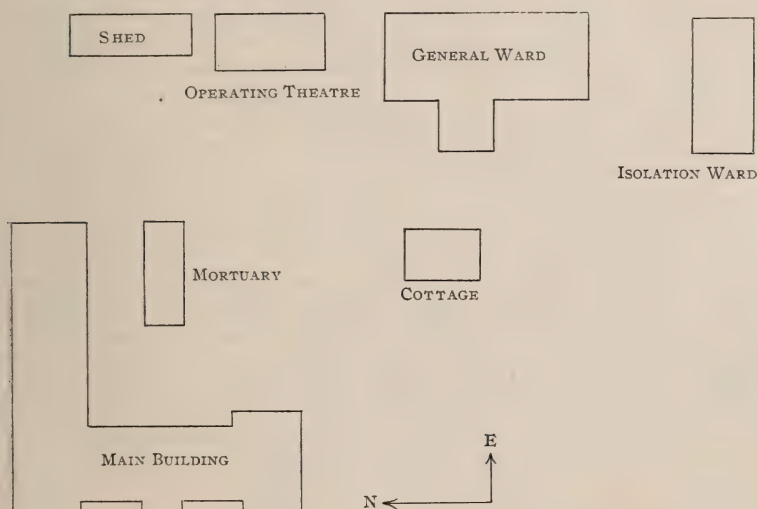 SHED
GENERAL WARD
OPERATING THEATRE
ISOLATION WARD
MORTUARY
COTTAGE
MAIN BUILDING
E
N